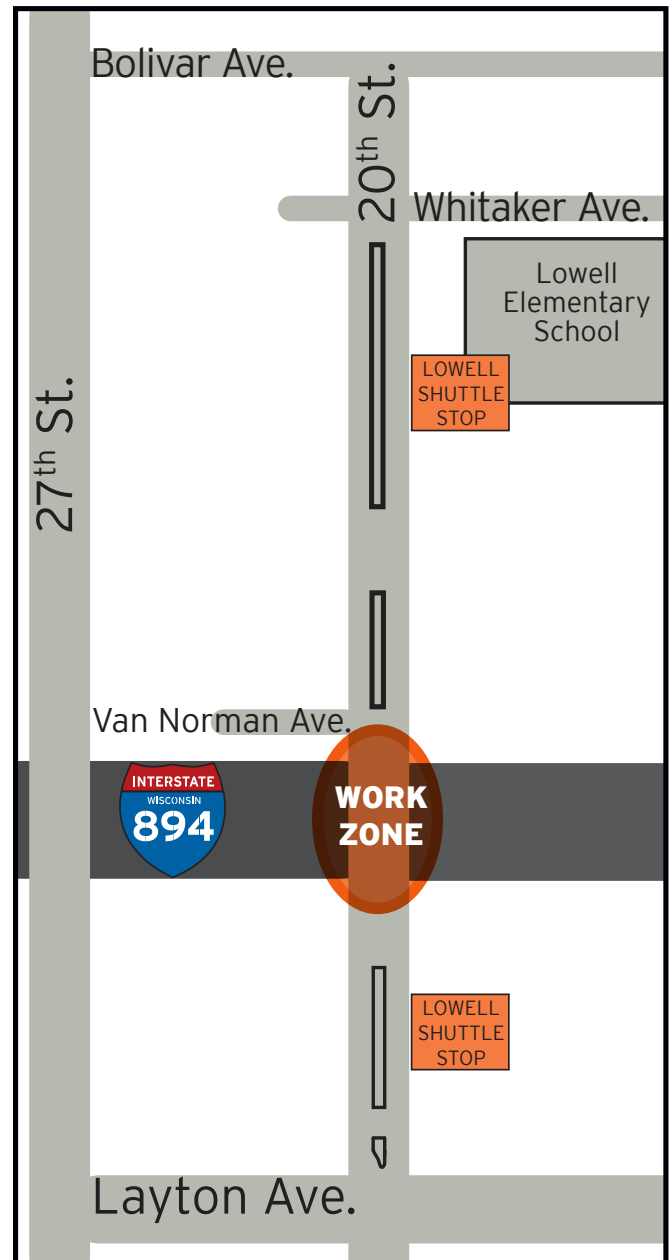 Bolivar Ave.
20th St.
Whitaker Ave.
Lowell
Elementary
School
LOWELL
SHUTTLE
STOP
27th St.
Van Norman Ave.
INTERSTATE
WISCONSIN
894
WORK
ZONE
LOWELL
SHUTTLE
STOP
Layton Ave.